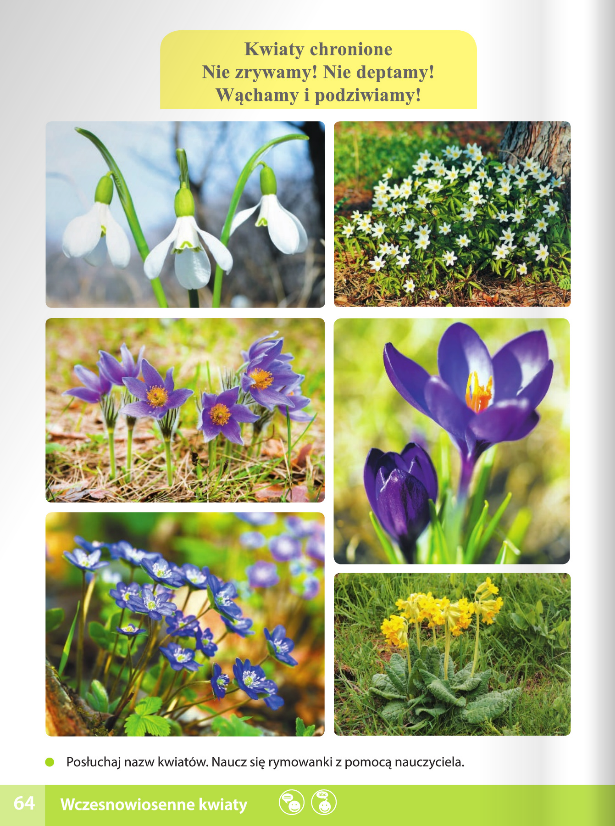 Kwiaty chronione
Nie zrywamy! Nie deptamy!
Wąchamy i podziwiamy!
Posłuchaj nazw kwiatów. Naucz się rymowanki z pomocą nauczyciela.
64 Wczesnowiosenne kwiaty